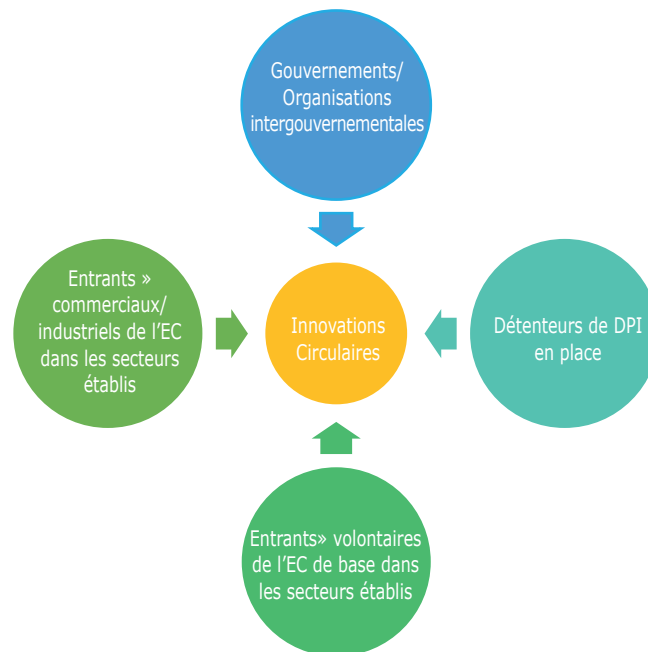 Gouvernements/
Organisations
intergouvernementales
Entrants »
commerciaux/
industriels de l’EC
dans les secteurs
établis
Innovations
Circulaires
Détenteurs de DPI
en place
Entrants» volontaires
de l’EC de base dans
les secteurs établis